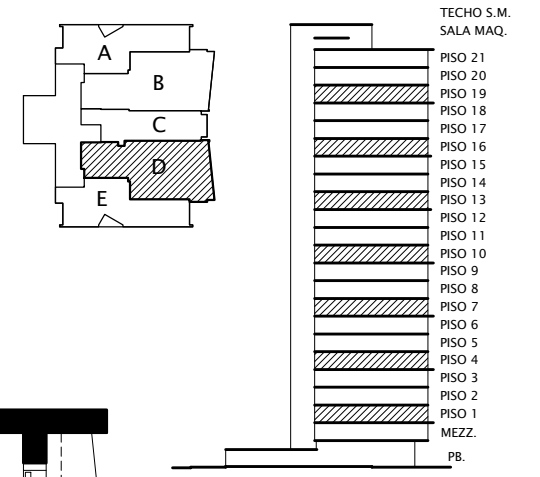 TECHO S.M.
SALA MAQ.
PISO 21
PISO 20
PISO 19
PISO 18
PISO 17
PISO 16
PISO 15
PISO 14
PISO 13
PISO 12
PISO 11
PISO 10
PISO 9
PISO 8
PISO 7
PISO 6
PISO 5
PISO 4
PISO 3
PISO 2
PISO 1
MEZZ.
PB.
A
B
C
D
E